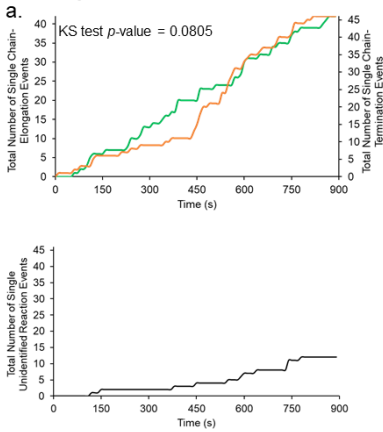 a.
KS test p-value = 0.0805
Total Number of Single Chain-
Elongation Events
40
35
30
25
20
15
10
5
0
45
40
35
30
25
20
15
10
5
0
Total Number of Single Chain-
Termination Events
0 150 300 450 600 750 900
Time (s)
Total Number of Single
Unidentified Reaction Events
45
40
35
30
25
20
15
10
5
0
0 150 300 450 600 750 900
Time (s)